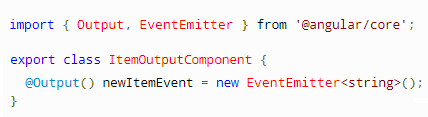 import { Output, EventEmitter } from '@angular/core';
export class ItemOutputComponent {
@Output() newItemEvent = new EventEmitter<string>();
}